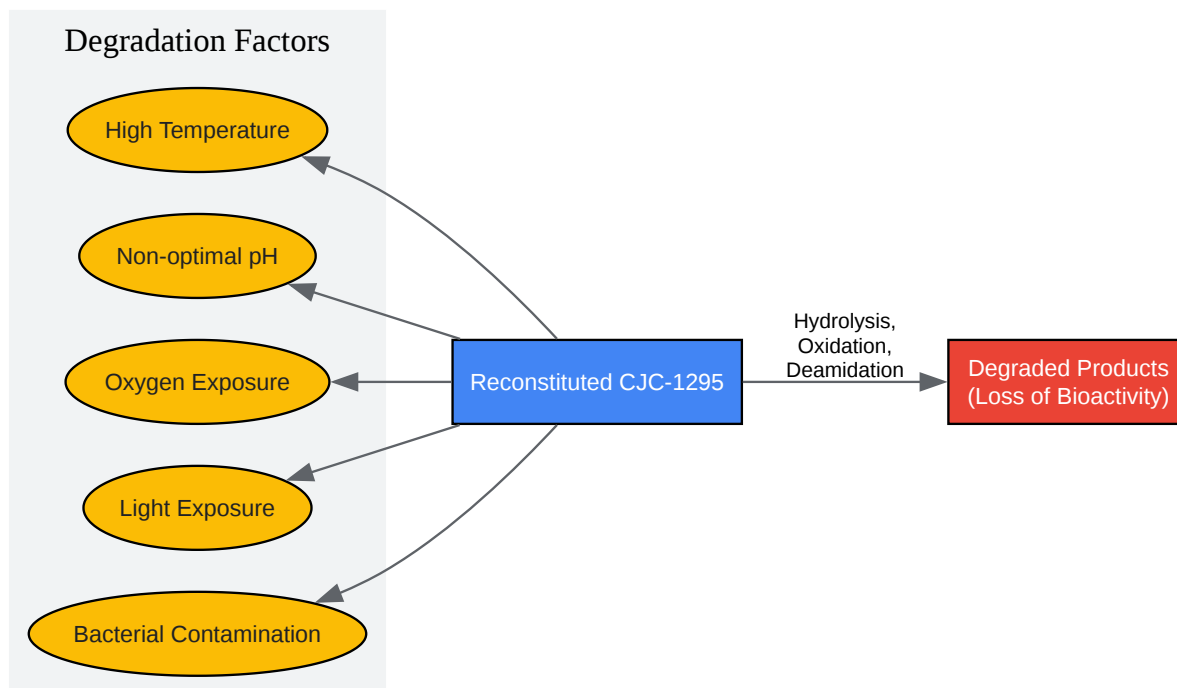 Degradation Factors
High Temperature
Non-optimal pH
Oxygen Exposure
Light Exposure
Bacterial Contamination
Reconstituted CJC-1295
Hydrolysis,
Oxidation,
Deamidation
Degraded Products
(Loss of Bioactivity)